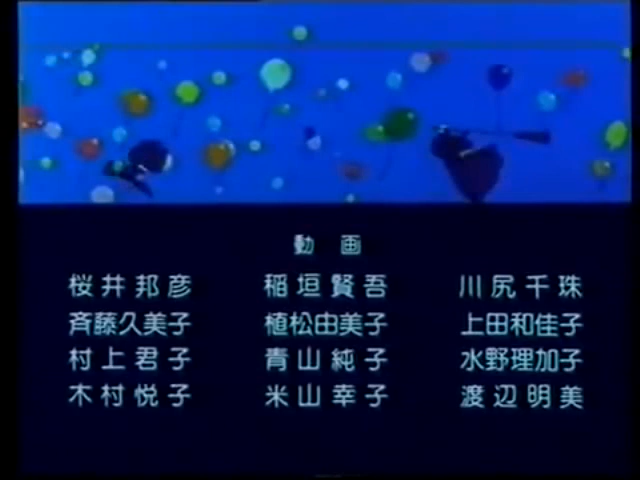 動画
桜井邦彦 稲垣賢吾 川尻千珠
斉藤久美子 植松由美子 上田和佳子
村上君子 青山純子 水野理加子
木村悦子 米山幸子 渡辺明美